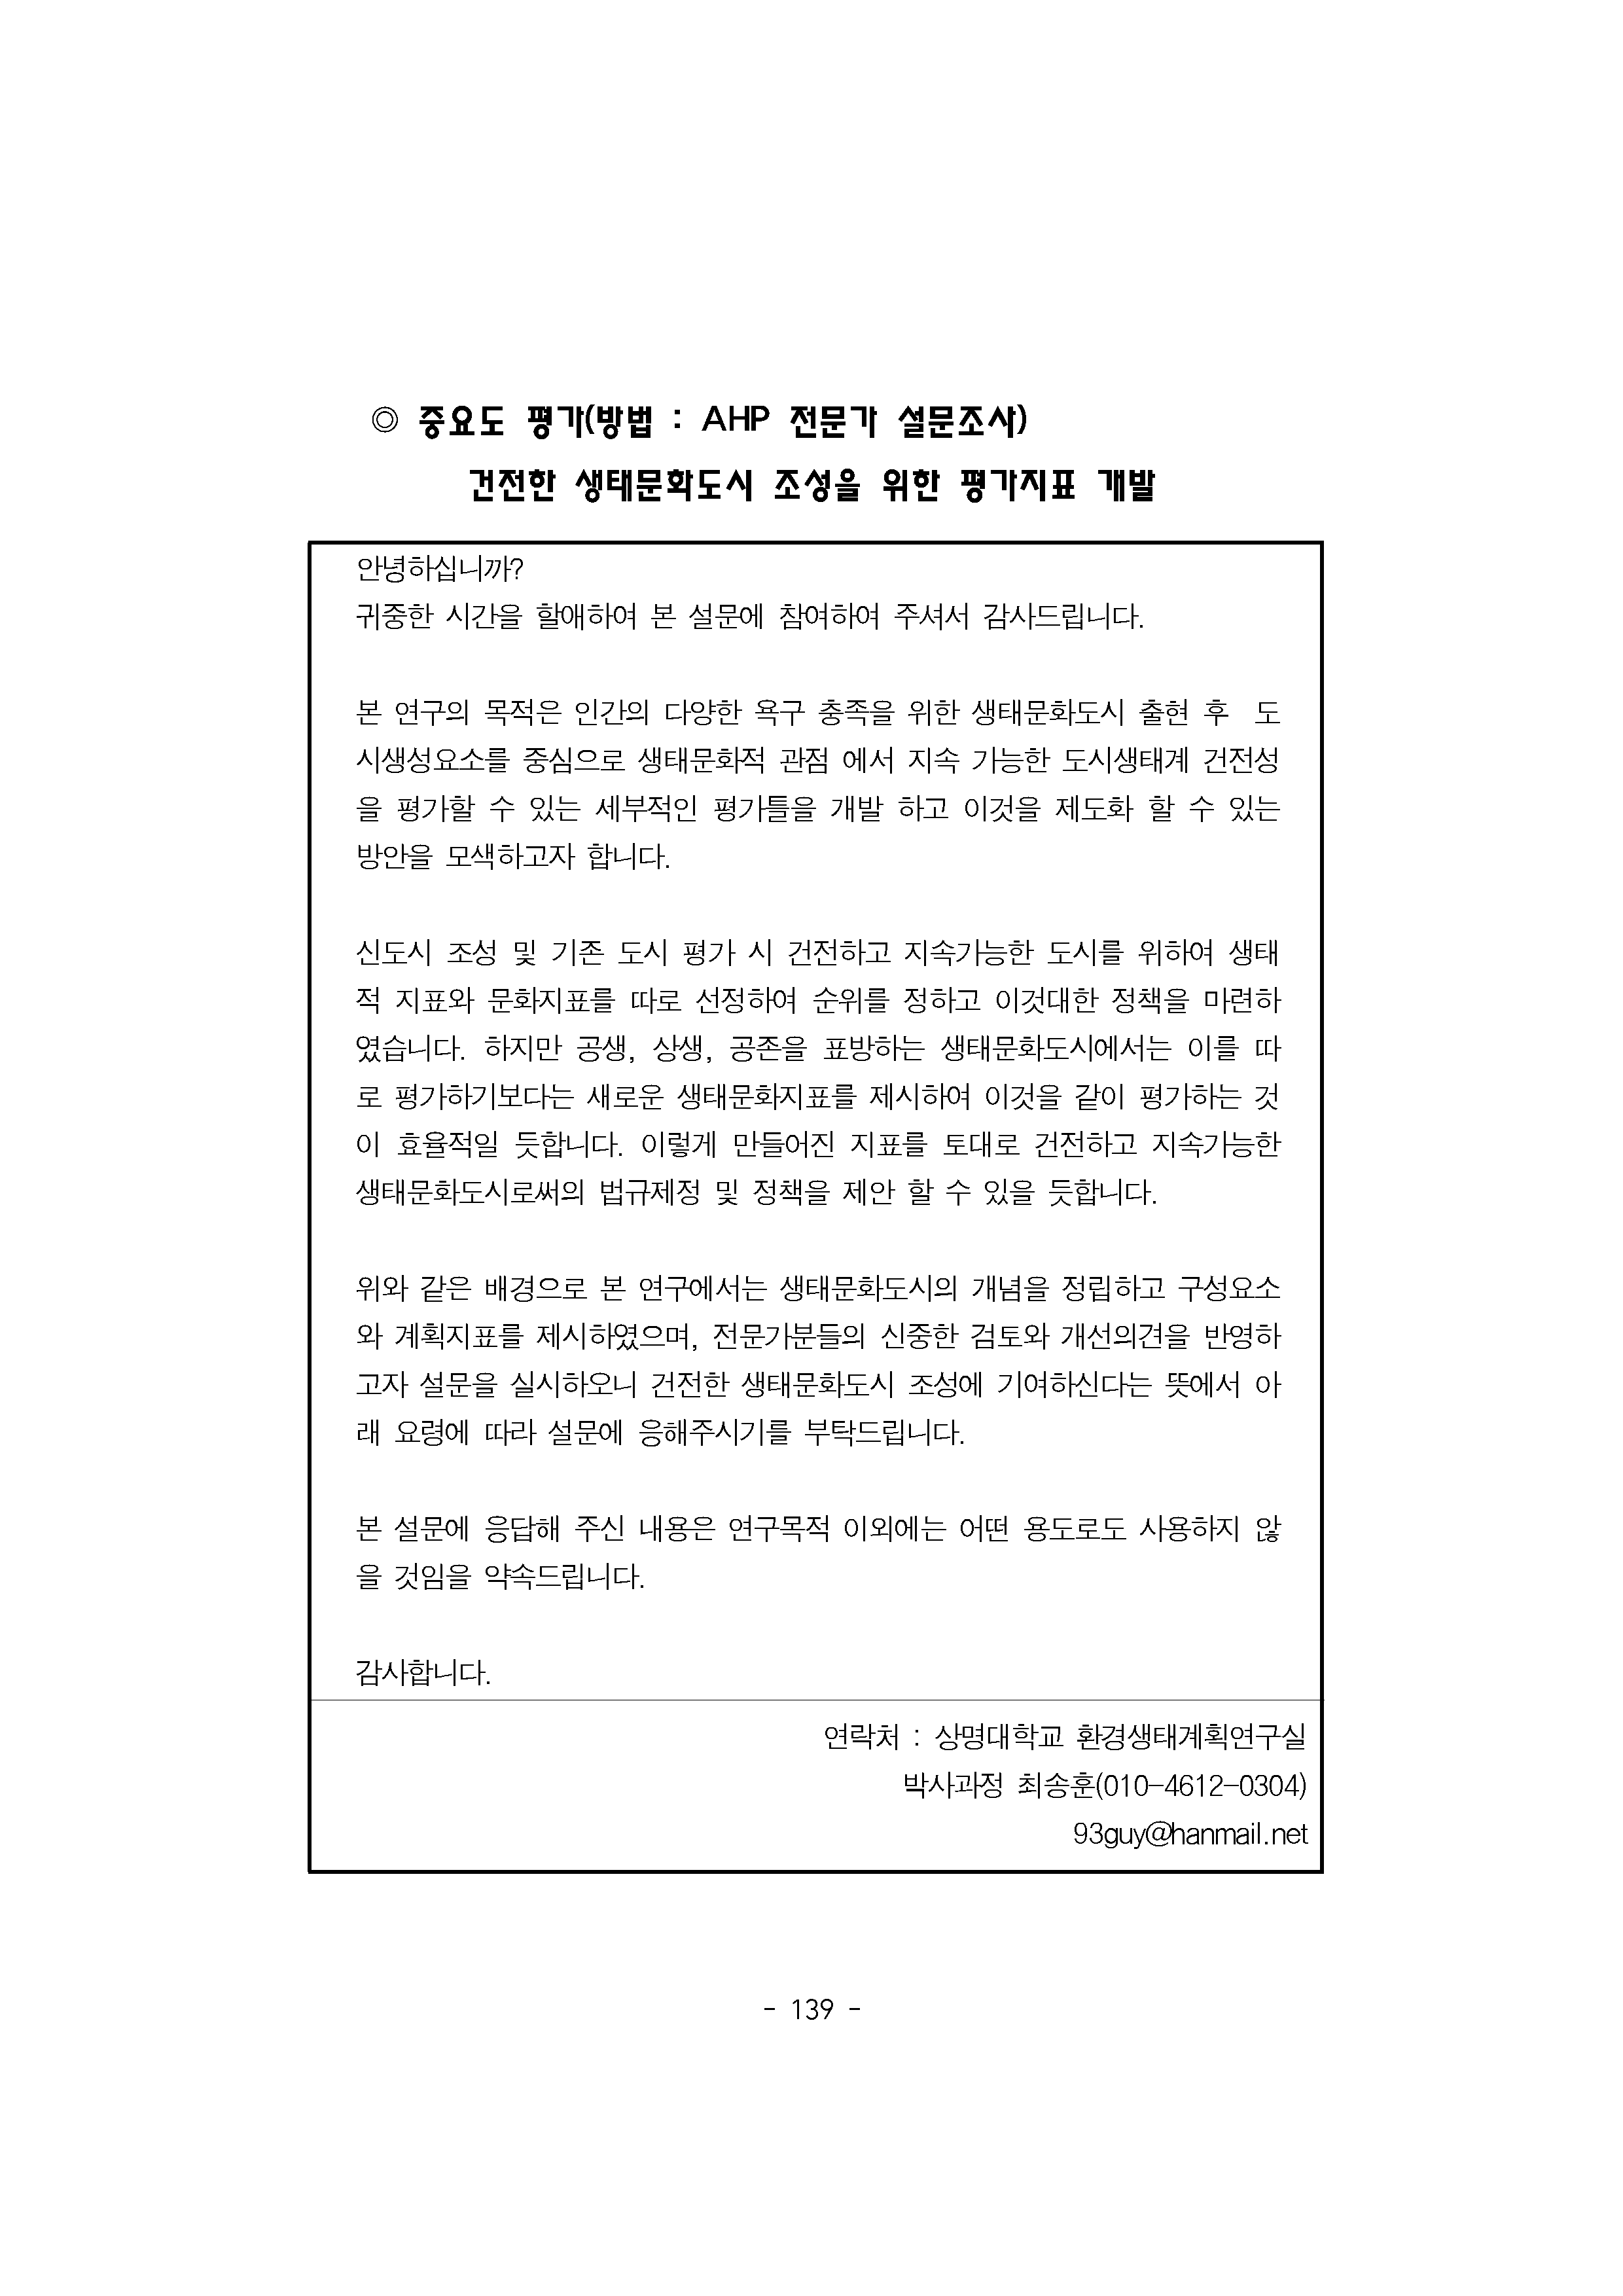 ◎ 중요도 평가(방법 : AHP 전문가 설문조사)
건전한 생태문화도시 조성을 위한 평가지표 개발
안녕하십니까?
귀중한 시간을 할애하여 본 설문에 참여하여 주셔서 감사드립니다.
본 연구의 목적은 인간의 다양한 욕구 충족을 위한 생태문화도시 출현 후 도
시생성요소를 중심으로 생태문화적 관점 에서 지속 가능한 도시생태계 건전성
을 평가할 수 있는 세부적인 평가틀을 개발 하고 이것을 제도화 할 수 있는
방안을 모색하고자 합니다.
신도시 조성 및 기존 도시 평가 시 건전하고 지속가능한 도시를 위하여 생태
적 지표와 문화지표를 따로 선정하여 순위를 정하고 이것대한 정책을 마련하
였습니다. 하지만 공생, 상생, 공존을 표방하는 생태문화도시에서는 이를 따
로 평가하기보다는 새로운 생태문화지표를 제시하여 이것을 같이 평가하는 것
이 효율적일 듯합니다. 이렇게 만들어진 지표를 토대로 건전하고 지속가능한
생태문화도시로써의 법규제정 및 정책을 제안 할 수 있을 듯합니다.
위와 같은 배경으로 본 연구에서는 생태문화도시의 개념을 정립하고 구성요소
와 계획지표를 제시하였으며, 전문가분들의 신중한 검토와 개선의견을 반영하
고자 설문을 실시하오니 건전한 생태문화도시 조성에 기여하신다는 뜻에서 아
래 요령에 따라 설문에 응해주시기를 부탁드립니다.
본 설문에 응답해 주신 내용은 연구목적 이외에는 어떤 용도로도 사용하지 않
을 것임을 약속드립니다.
감사합니다.
연락처 : 상명대학교 환경생태계획연구실
박사과정 최송훈(010-4612-0304)
93guy@hanmail.net
- 139 -